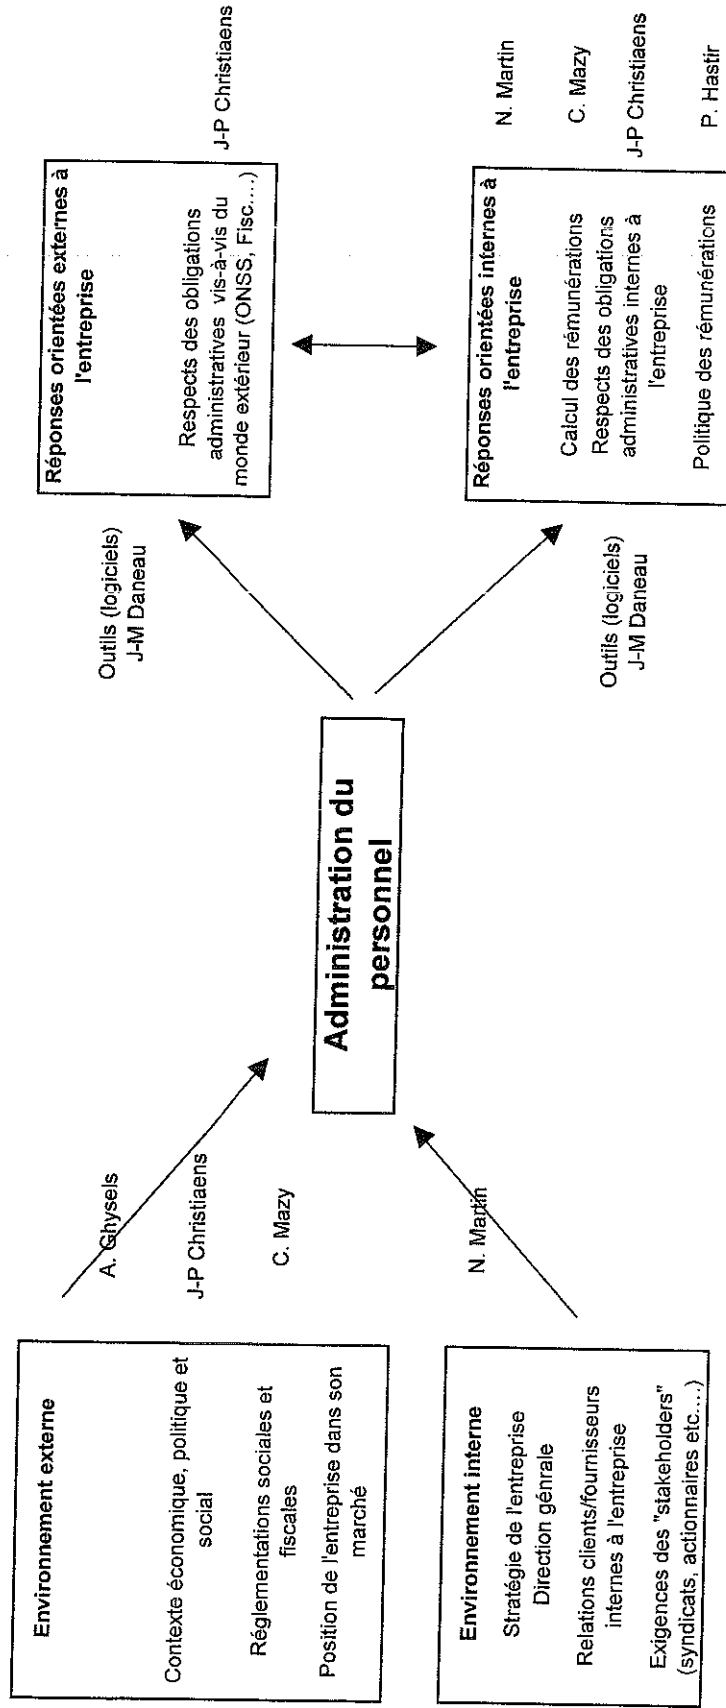 Environnement externe
Contexte économique, politique et
social
Réglementations sociales et
fiscales
Position de l'entreprise dans son
marché
A. Ghysels
J-P Christiaens
C. Mazy
Environnement interne
Stratégie de l'entreprise
Direction génrale
Relations clients/fournisseurs
internes à l'entreprise
Exigences des "stakeholders"
(syndicats, actionnaires etc....)
N. Martin
Administration du
personnel
Outils (logiciels)
J-M Daneau
Réponses orientées externes à
l'entreprise
Respects des obligations
administratives vis-à-vis du
monde extérieur (ONSS, Fisc....)
J-P Christiaens
Outils (logiciels)
J-M Daneau
Réponses orientées internes à
l'entreprise
Calcul des rémunérations
Respects des obligations
administratives internes à
l'entreprise
Politique des rémunérations
N. Martin
C. Mazy
J-P Christiaens
P. Hastir